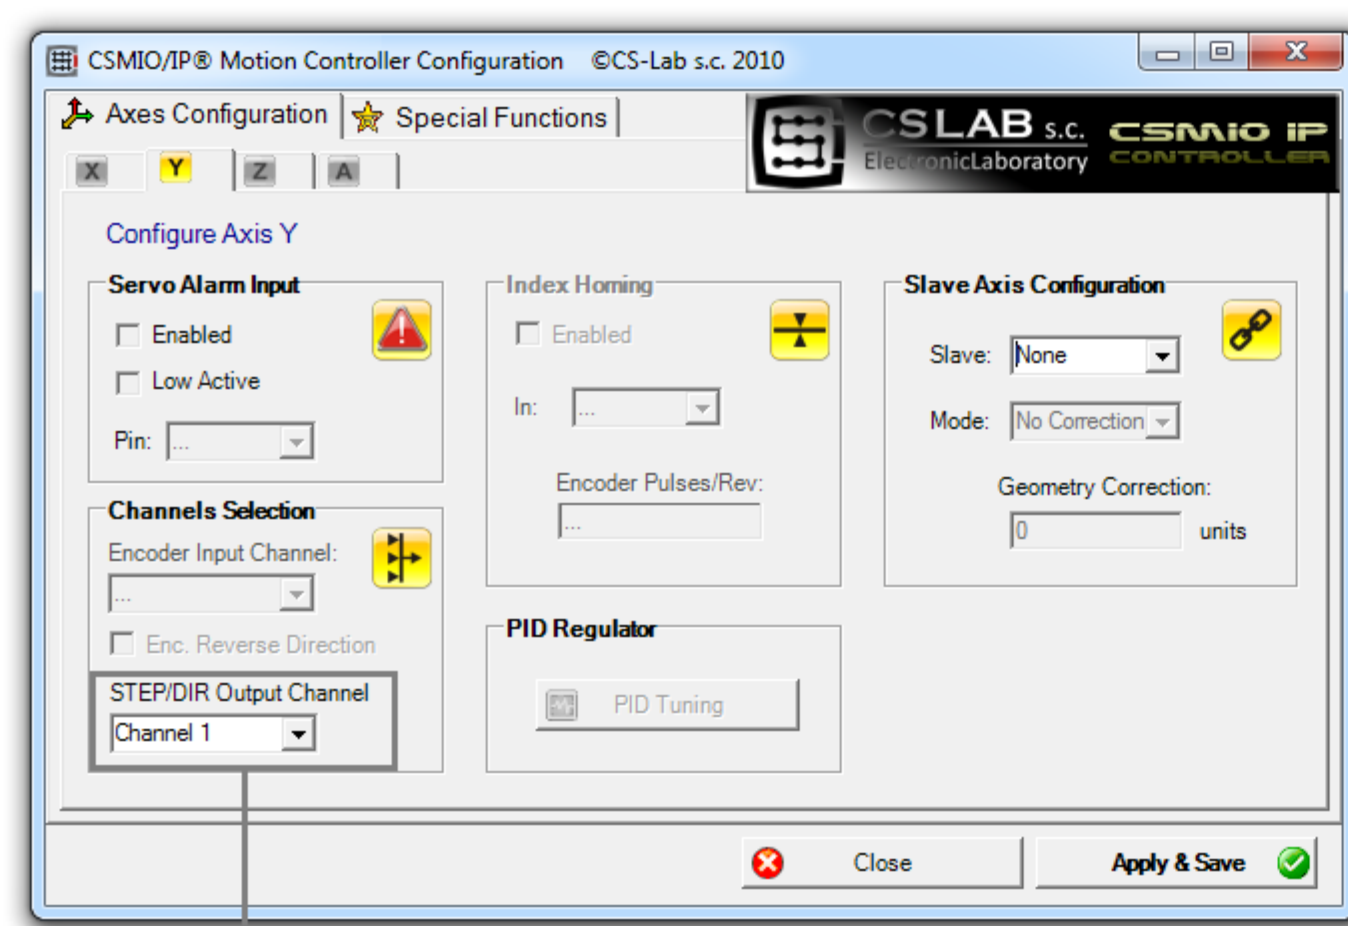 CSMIO/IP® Motion Controller Configuration ©CS-Lab s.c. 2010
Axes Configuration Special Functions
CSLAB s.c.
ElectronicLaboratory
CSMIO IP
CONTROLLER
X Y Z A
Configure Axis Y
Servo Alarm Input
Enabled
Low Active
Pin: ...
Channels Selection
Encoder Input Channel:
...
Enc. Reverse Direction
STEP/DIR Output Channel
Channel 1
Index Homing
Enabled
In: ...
Encoder Pulses/Rev:
...
PID Regulator
PID Tuning
Slave Axis Configuration
Slave: None
Mode: No Correction
Geometry Correction:
0 units
Close Apply & Save